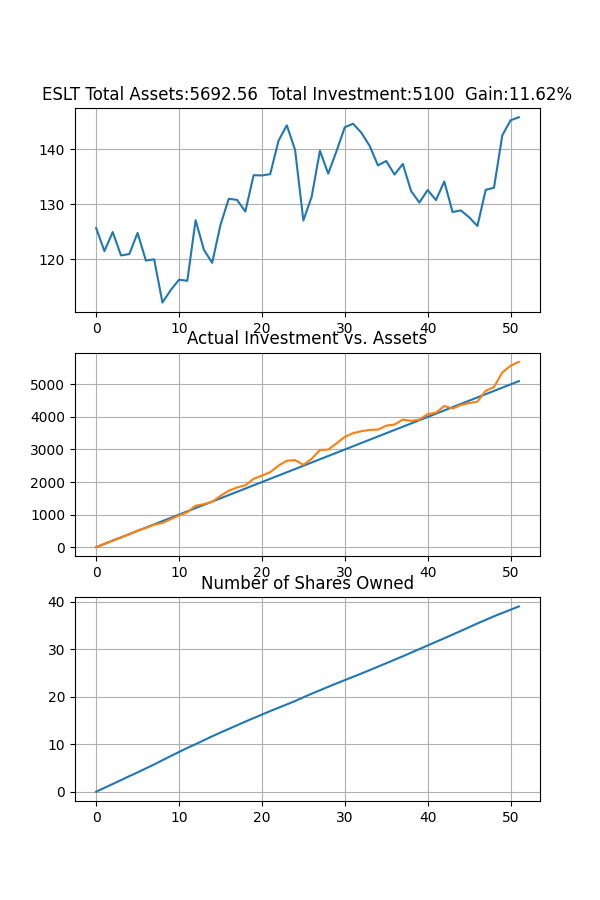 ESLT Total Assets:5692.56  Total Investment:5100  Gain:11.62%
140
130
120
0 10 20 30 40 50
Actual Investment vs. Assets
5000
4000
3000
2000
1000
0
0 10 20 30 40 50
Number of Shares Owned
40
30
20
10
0
0 10 20 30 40 50